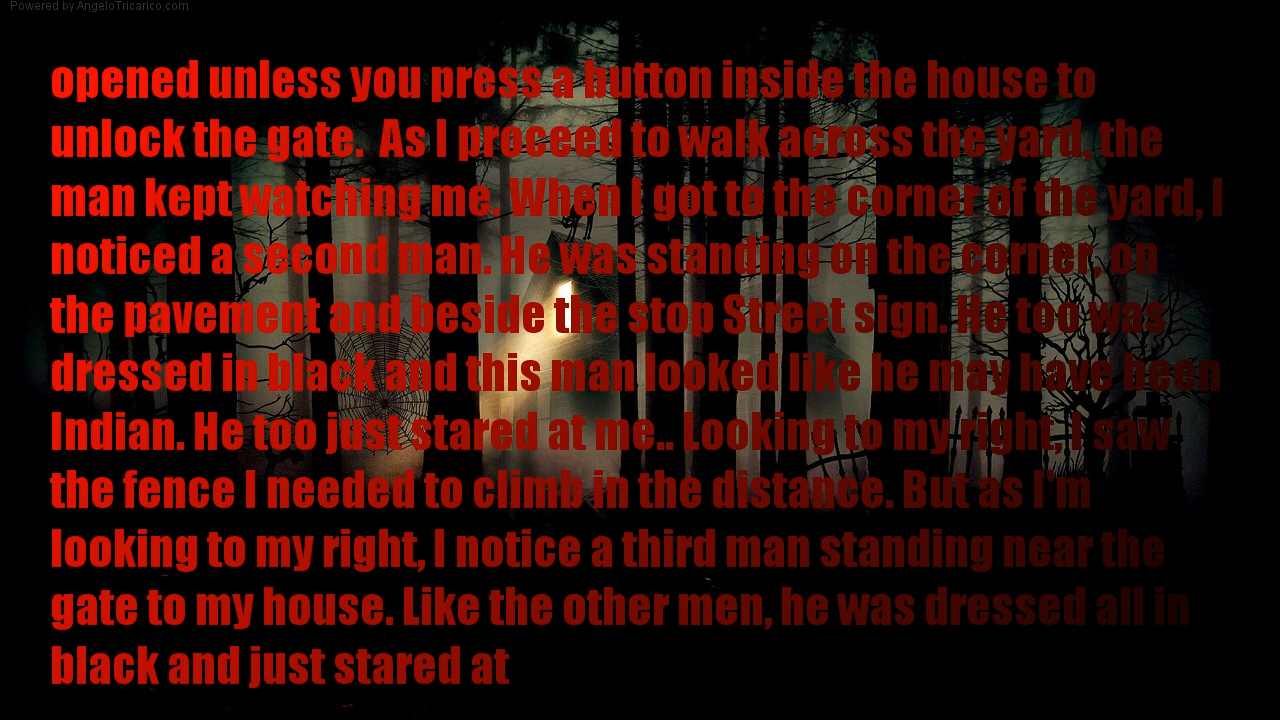 Powered by AngeloTricarico.com
opened unless you press a button inside the house to
unlock the gate.  As I proceed to walk across the yard, the
man kept watching me. When I got to the corner of the yard, I
noticed a second man. He was standing on the corner, on
the pavement and beside the stop Street sign. He too was
dressed in black and this man looked like he may have been
Indian. He too just stared at me.. Looking to my right, I saw
the fence I needed to climb in the distance. But as I'm
looking to my right, I notice a third man standing near the
gate to my house. Like the other men, he was dressed all in
black and just stared at